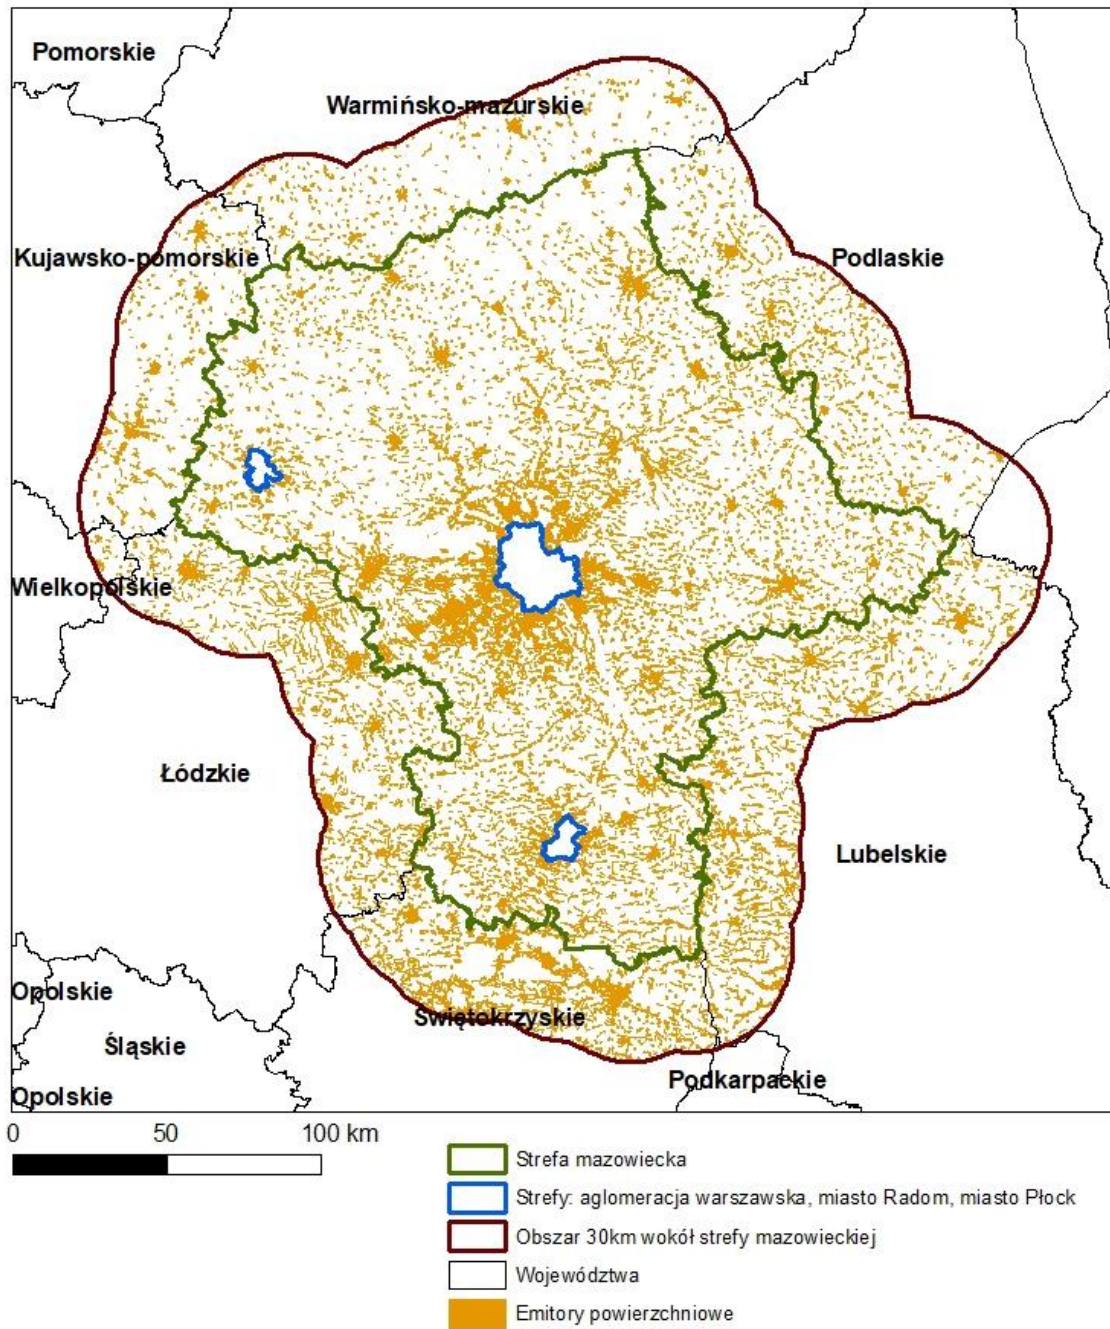 Pomorskie
Warmińsko-mazurskie
Kujawsko-pomorskie
Podlaskie
Wielkopolskie
Łódzkie
Lubelskie
Opolskie
Świętokrzyskie
Śląskie
Podkarpackie
Opolskie
0 50 100 km
Strefa mazowiecka
Strefy: aglomeracja warszawska, miasto Radom, miasto Płock
Obszar 30km wokół strefy mazowieckiej
Województwa
Emitory powierzchniowe